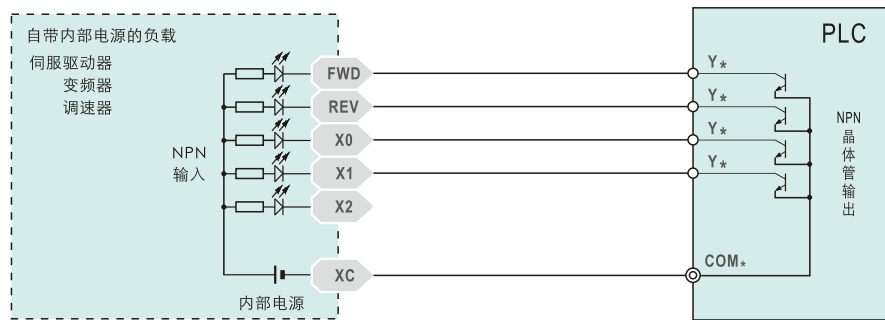 自带内部电源的负载
伺服驱动器
变频器
调速器
NPN
输入
FWD
REV
X0
X1
X2
XC
内部电源
PLC
Y*
Y*
Y*
Y*
COM*
NPN
晶
体
管
输
出